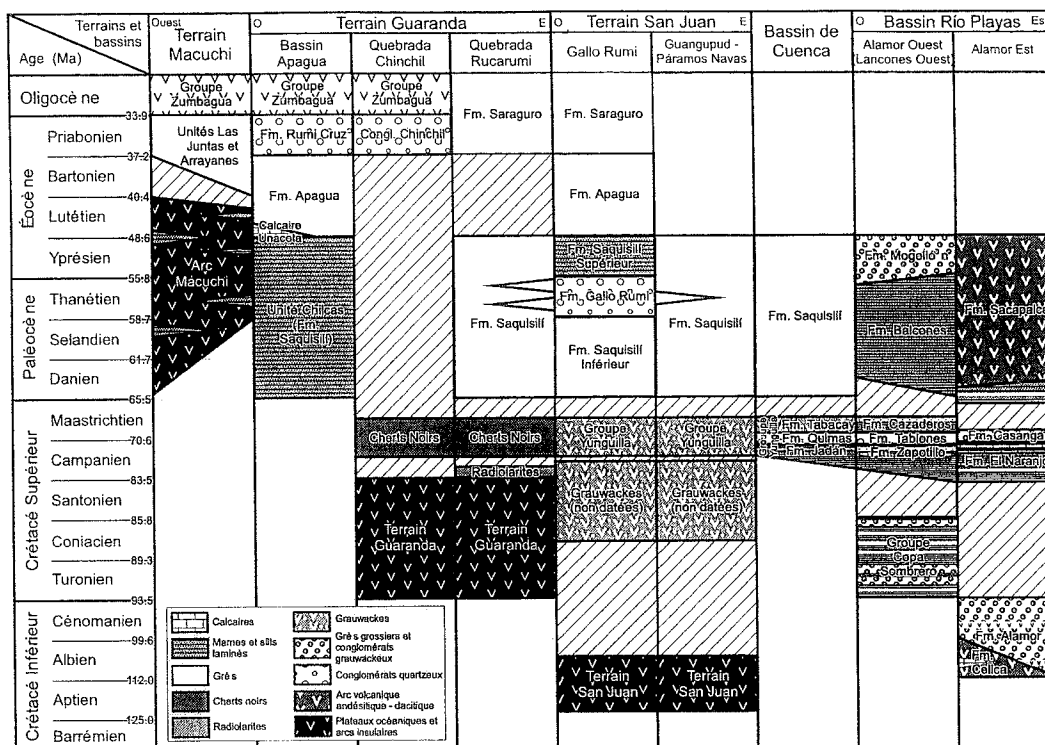 Terrains et
bassins
Age (Ma)
Ouest
Terrain
Macuchi
O Terrain Guaranda E
Bassin
Apagua
Quebrada
Chinchil
Quebrada
Rucarumi
O Terrain San Juan E
Gallo Rumi
Guangupud -
Páramos Navas
Bassin de
Cuenca
O Bassin Río Playas Est
Alamor Ouest
(Lancones Ouest)
Alamor Est
Oligocène
33.9
Éocène
Priabonien
37.2
Bartonien
40.4
Lutétien
48.6
Yprésien
55.8
Paléocène
Thanétien
58.7
Selandien
61.7
Danien
65.5
Crétacé Supérieur
Maastrichtien
70.6
Campanien
83.5
Santonien
85.8
Coniacien
89.3
Turonien
93.5
Crétacé Inférieur
Cénomanien
99.6
Albien
112.0
Aptien
125.0
Barrémien
Groupe
Zumbagua
Unités Las
Juntas et
Arrayanes
Arc
Macuchi
Groupe
Zumbagua
Fm. Rumi Cruz
Fm. Apagua
Calcaire
Unacota
Unité Chilcas
(Fm.
Saquisilí)
Groupe
Zumbagua
Congl. Chinchil
Cherts Noirs
Terrain
Guaranda
Fm. Saraguro
Fm. Saquisilí
Cherts Noirs
Radiolarites
Terrain
Guaranda
Fm. Saraguro
Fm. Apagua
Fm. Saquisilí
Supérieur
Fm. Gallo Rumi
Fm. Saquisilí
Inférieur
Groupe
Yunguilla
Grauwackes
(non datées)
Terrain
San Juan
Fm. Saquisilí
Groupe
Yunguilla
Grauwackes
(non datées)
Terrain
San Juan
Fm. Saquisilí
Fm. Tabacay
Fm. Quimas
Fm. Jadán
Fm. Mogollón
Fm. Balcones
Fm. Cazaderos
Fm. Tablones
Fm. Zapotillo
Groupe
Copa
Sombrero
Fm. Sacapalca
Fm. Casanga
Fm. El Naranjo
Fm. Alamor
Fm.
Celica
Calcaires
Marnes et silts
laminés
Grès
Cherts noirs
Radiolarites
Grauwackes
Grès grossiers et
conglomérats
grauwackeux
Conglomérats quartzeux
Arc volcanique
andésitique - dacitique
Plateaux océaniques et
arcs insulaires